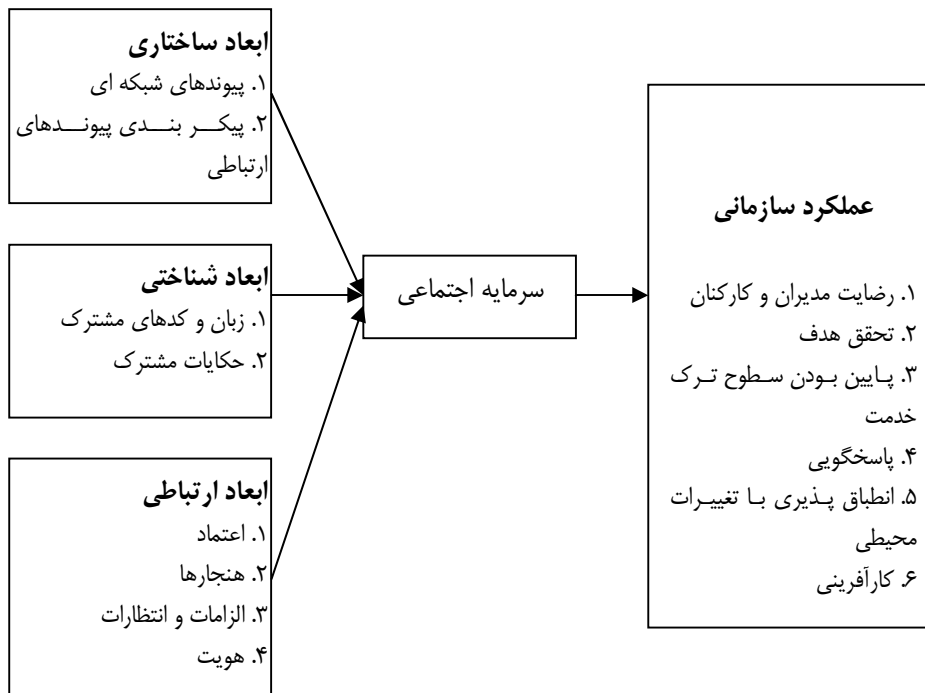 ابعاد ساختاری
۱. پیوندهای شبکه ای
۲. پیکر بندی پیوندهای
ارتباطی
ابعاد شناختی
۱. زبان و کدهای مشترک
۲. حکایات مشترک
ابعاد ارتباطی
۱. اعتماد
۲. هنجارها
۳. الزامات و انتظارات
۴. هویت
سرمایه اجتماعی
عملکرد سازمانی
۱. رضایت مدیران و کارکنان
۲. تحقق هدف
۳. پایین بودن سطوح ترک
خدمت
۴. پاسخگویی
۵. انطباق پذیری با تغییرات
محیطی
۶. کارآفرینی